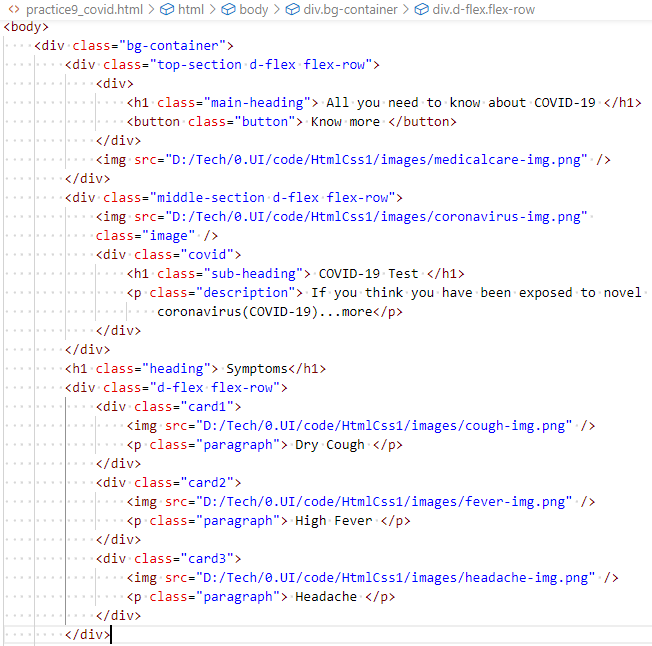 practice9_covid.html > html > body > div.bg-container > div.d-flex.flex-row
<body>
<div class="bg-container">
<div class="top-section d-flex flex-row">
<div>
<h1 class="main-heading"> All you need to know about COVID-19 </h1>
<button class="button"> Know more </button>
</div>
<img src="D:/Tech/0.UI/code/HtmlCss1/images/medicalcare-img.png" />
</div>
<div class="middle-section d-flex flex-row">
<img src="D:/Tech/0.UI/code/HtmlCss1/images/coronavirus-img.png"
class="image" />
<div class="covid">
<h1 class="sub-heading"> COVID-19 Test </h1>
<p class="description"> If you think you have been exposed to novel
coronavirus(COVID-19)...more</p>
</div>
</div>
<h1 class="heading"> Symptoms</h1>
<div class="d-flex flex-row">
<div class="card1">
<img src="D:/Tech/0.UI/code/HtmlCss1/images/cough-img.png" />
<p class="paragraph"> Dry Cough </p>
</div>
<div class="card2">
<img src="D:/Tech/0.UI/code/HtmlCss1/images/fever-img.png" />
<p class="paragraph"> High Fever </p>
</div>
<div class="card3">
<img src="D:/Tech/0.UI/code/HtmlCss1/images/headache-img.png" />
<p class="paragraph"> Headache </p>
</div>
</div>